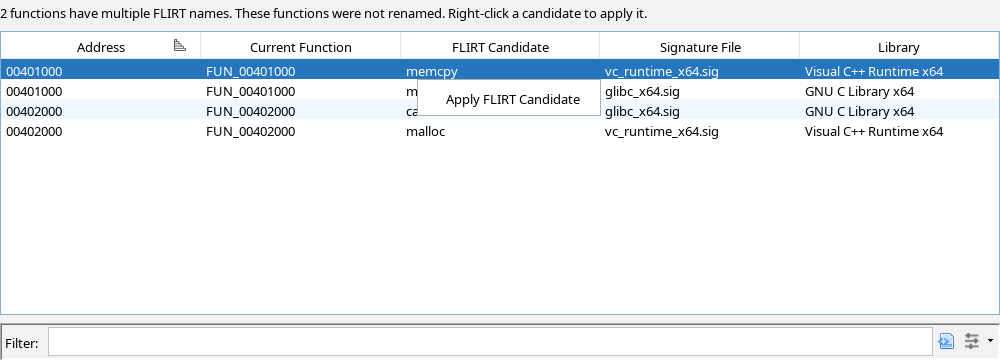 2 functions have multiple FLIRT names. These functions were not renamed. Right-click a candidate to apply it.
Address Current Function FLIRT Candidate Signature File Library
00401000 FUN_00401000 memcpy vc_runtime_x64.sig Visual C++ Runtime x64
00401000 FUN_00401000 glibc_x64.sig GNU C Library x64
Apply FLIRT Candidate
00402000 FUN_00402000 glibc_x64.sig GNU C Library x64
00402000 FUN_00402000 malloc vc_runtime_x64.sig Visual C++ Runtime x64
Filter: